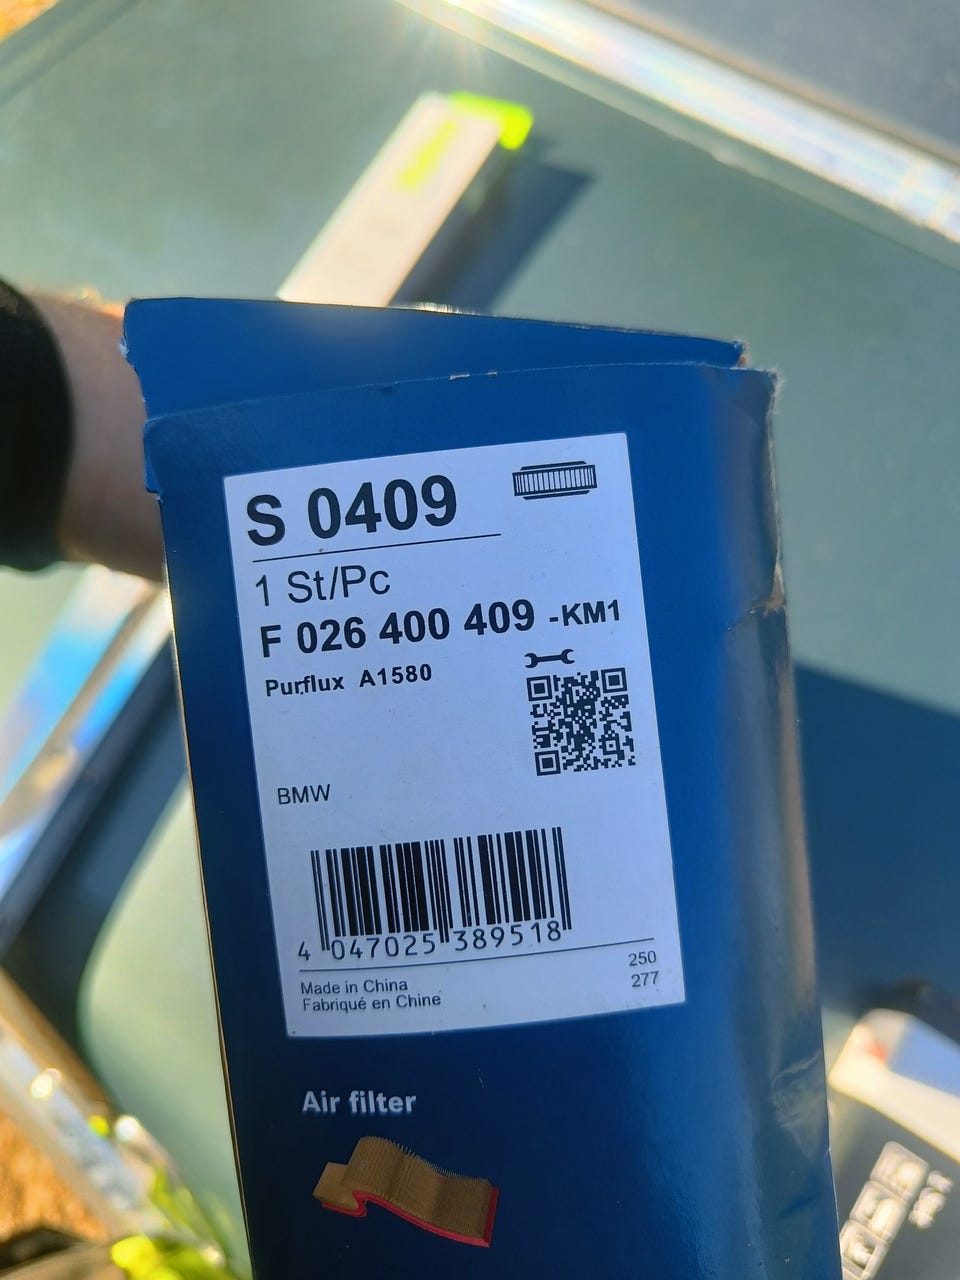 S 0409
1 St/Pc
F 026 400 409 -KM1
Purflux A1580
BMW
4 047025 389518
250
Made in China
277
Fabriqué en Chine
Air filter